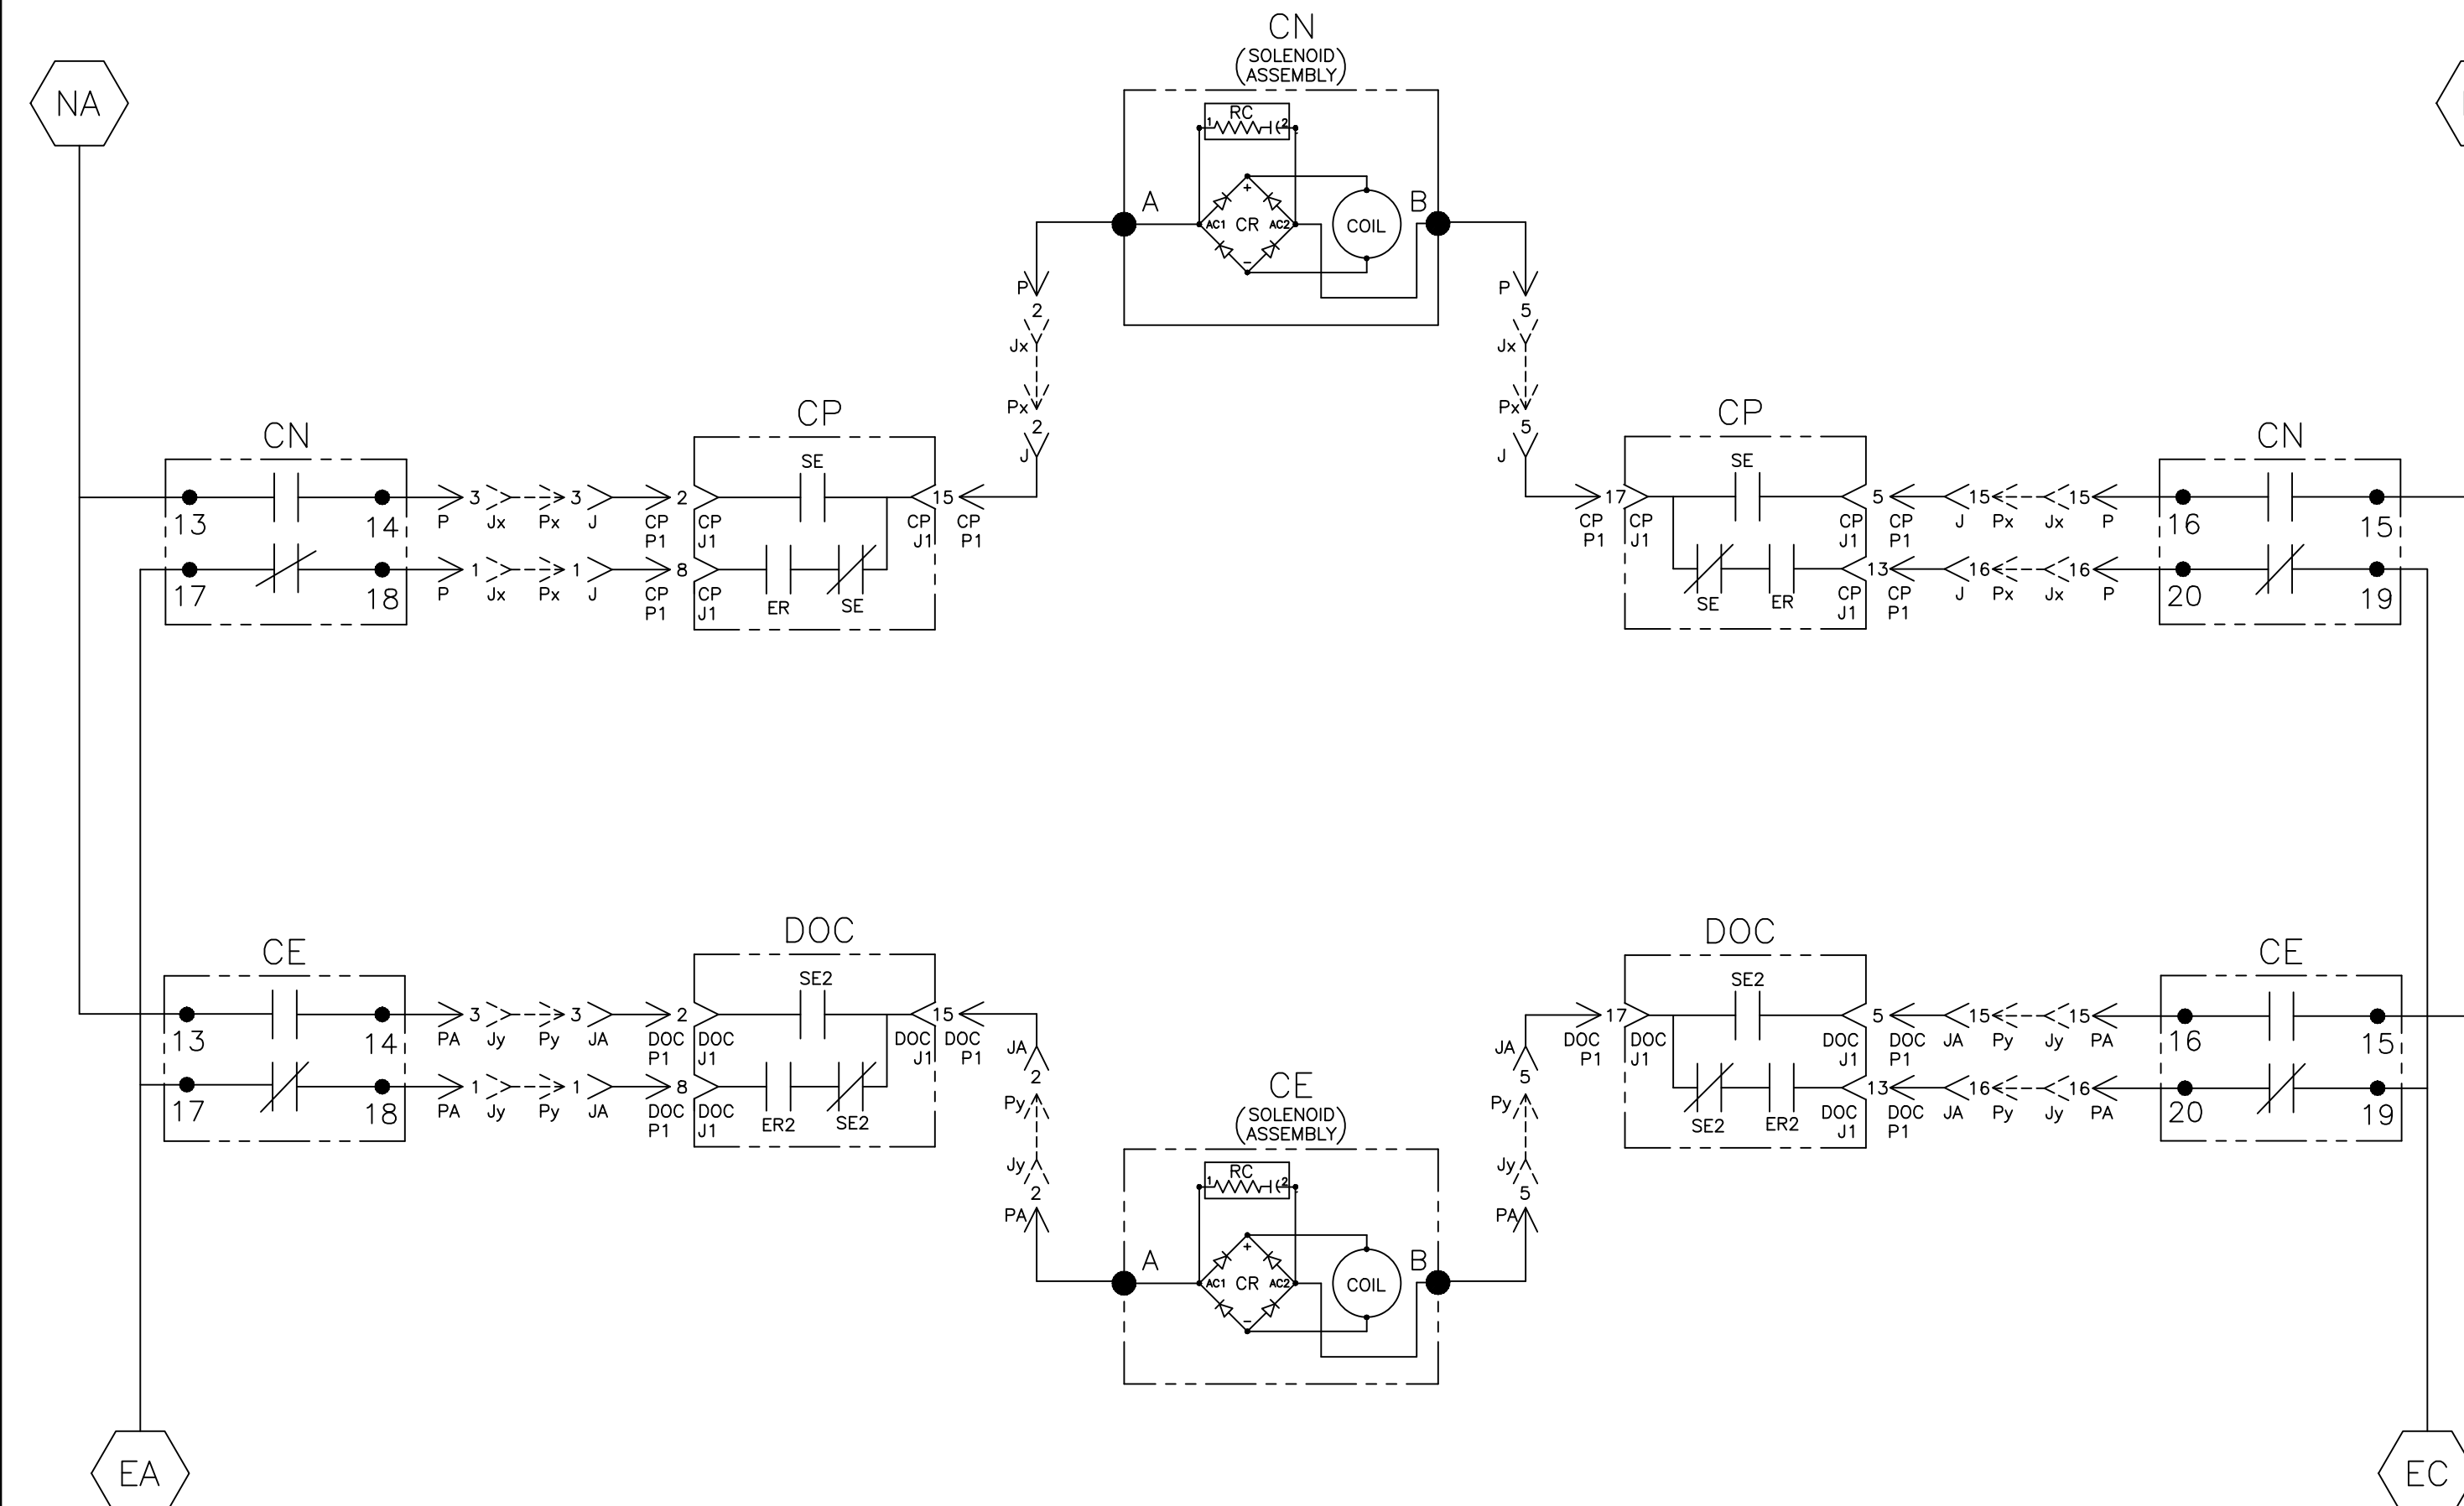 CN
(SOLENOID
ASSEMBLY)
NA
RC
1 2
A B
+
AC1 CR AC2 COIL
−
P P
2 5
Jx Jx
Px Px
2 5
J J
CN CP CP CN
SE SE
13 14 3 3 2 15 17 5 15 15 16 15
P Jx Px J CP CP CP CP CP CP CP CP J Px Jx P
P1 J1 J1 P1 P1 J1 J1 P1
17 18 1 1 8 13 16 16 20 19
P Jx Px J CP CP ER SE SE ER CP CP J Px Jx P
P1 J1 J1 P1
CE DOC DOC CE
SE2 SE2
13 14 3 3 2 15 17 5 15 15 16 15
PA Jy Py JA DOC DOC DOC DOC DOC DOC DOC DOC JA Py Jy PA
P1 J1 J1 P1 P1 J1 J1 P1
JA JA
2 5
17 18 1 1 8 13 16 16 20 19
PA Jy Py JA DOC DOC ER2 SE2 SE2 ER2 DOC DOC JA Py Jy PA
P1 J1 J1 P1
Py Py
CE
(SOLENOID
ASSEMBLY)
Jy Jy
2 5
PA PA
RC
1 2
A B
+
AC1 CR AC2 COIL
−
EA EC